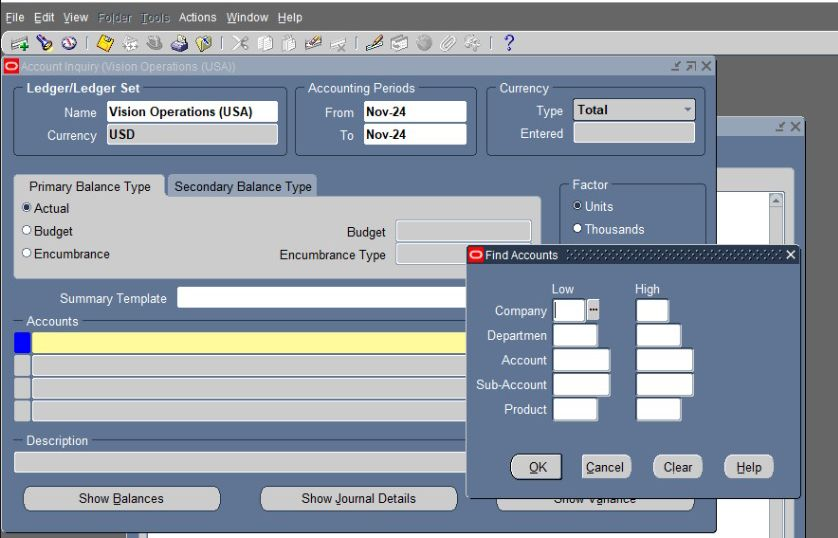 File Edit View Folder Tools Actions Window Help
Account Inquiry (Vision Operations (USA))
Ledger/Ledger Set
Name Vision Operations (USA)
Currency USD
Accounting Periods
From Nov-24
To Nov-24
Currency
Type Total
Entered
Primary Balance Type Secondary Balance Type
Actual
Budget
Encumbrance
Budget
Encumbrance Type
Factor
Units
Thousands
Summary Template
Accounts
Description
Show Balances Show Journal Details Show Variance
Find Accounts
Low High
Company
Departmen
Account
Sub-Account
Product
OK Cancel Clear Help